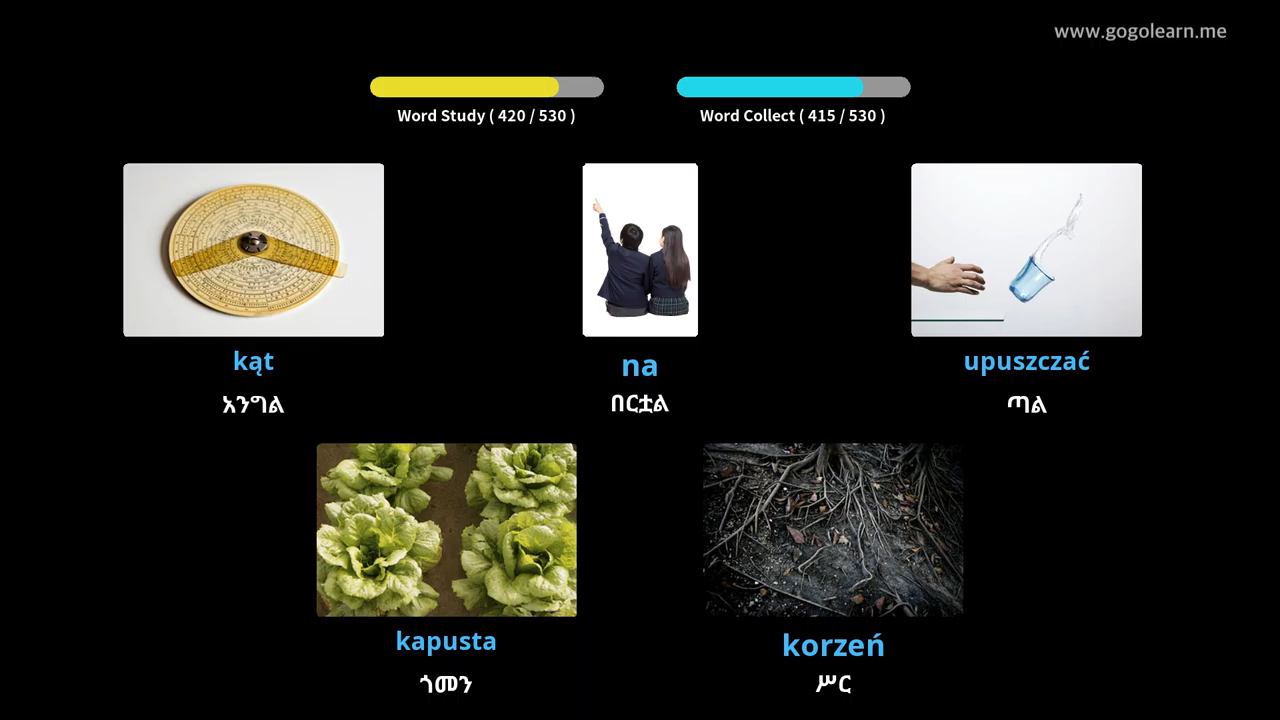 www.gogolearn.me
Word Study ( 420 / 530 )
Word Collect ( 415 / 530 )
kąt
አንግል
na
በርቷል
upuszczać
ጣል
kapusta
ጎመን
korzeń
ሥር